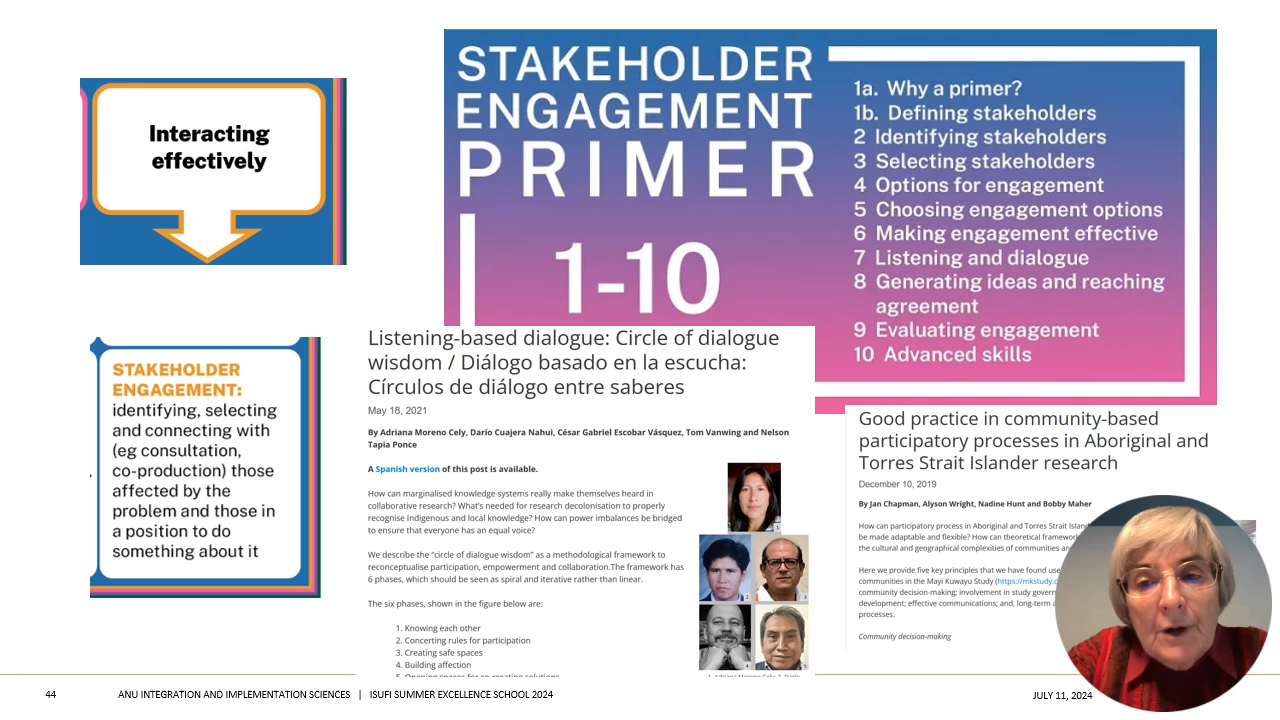 Interacting
effectively
STAKEHOLDER
ENGAGEMENT
PRIMER
1-10
1a. Why a primer?
1b. Defining stakeholders
2 Identifying stakeholders
3 Selecting stakeholders
4 Options for engagement
5 Choosing engagement options
6 Making engagement effective
7 Listening and dialogue
8 Generating ideas and reaching
agreement
9 Evaluating engagement
10 Advanced skills
STAKEHOLDER
ENGAGEMENT:
identifying, selecting
and connecting with
(eg consultation,
co-production) those
affected by the
problem and those in
a position to do
something about it
Listening-based dialogue: Circle of dialogue
wisdom / Diálogo basado en la escucha:
Círculos de diálogo entre saberes
May 18, 2021
By Adriana Moreno Cely, Darío Cuajera Nahui, César Gabriel Escobar Vásquez, Tom Vanwing and Nelson
Tapia Ponce
A Spanish version of this post is available.
How can marginalised knowledge systems really make themselves heard in
collaborative research? What's needed for research decolonisation to properly
recognise Indigenous and local knowledge? How can power imbalances be bridged
to ensure that everyone has an equal voice?
We describe the "circle of dialogue wisdom" as a methodological framework to
reconceptualise participation, empowerment and collaboration.The framework has
6 phases, which should be seen as spiral and iterative rather than linear.
The six phases, shown in the figure below are:
1. Knowing each other
2. Concerting rules for participation
3. Creating safe spaces
4. Building affection
Good practice in community-based
participatory processes in Aboriginal and
Torres Strait Islander research
December 10, 2019
By Jan Chapman, Alyson Wright, Nadine Hunt and Bobby Maher
How can participatory process in Aboriginal and Torres Strait
be made adaptable and flexible? How can theoretical
the cultural and geographical complexities of communities
Here we provide five key principles that we have found
communities in the Mayi Kuwayu Study (https://mkstudy.
community decision-making; involvement in study
development; effective communications; and, long-term
processes.
Community decision-making
44
ANU INTEGRATION AND IMPLEMENTATION SCIENCES | ISUFI SUMMER EXCELLENCE SCHOOL 2024
JULY 11, 2024